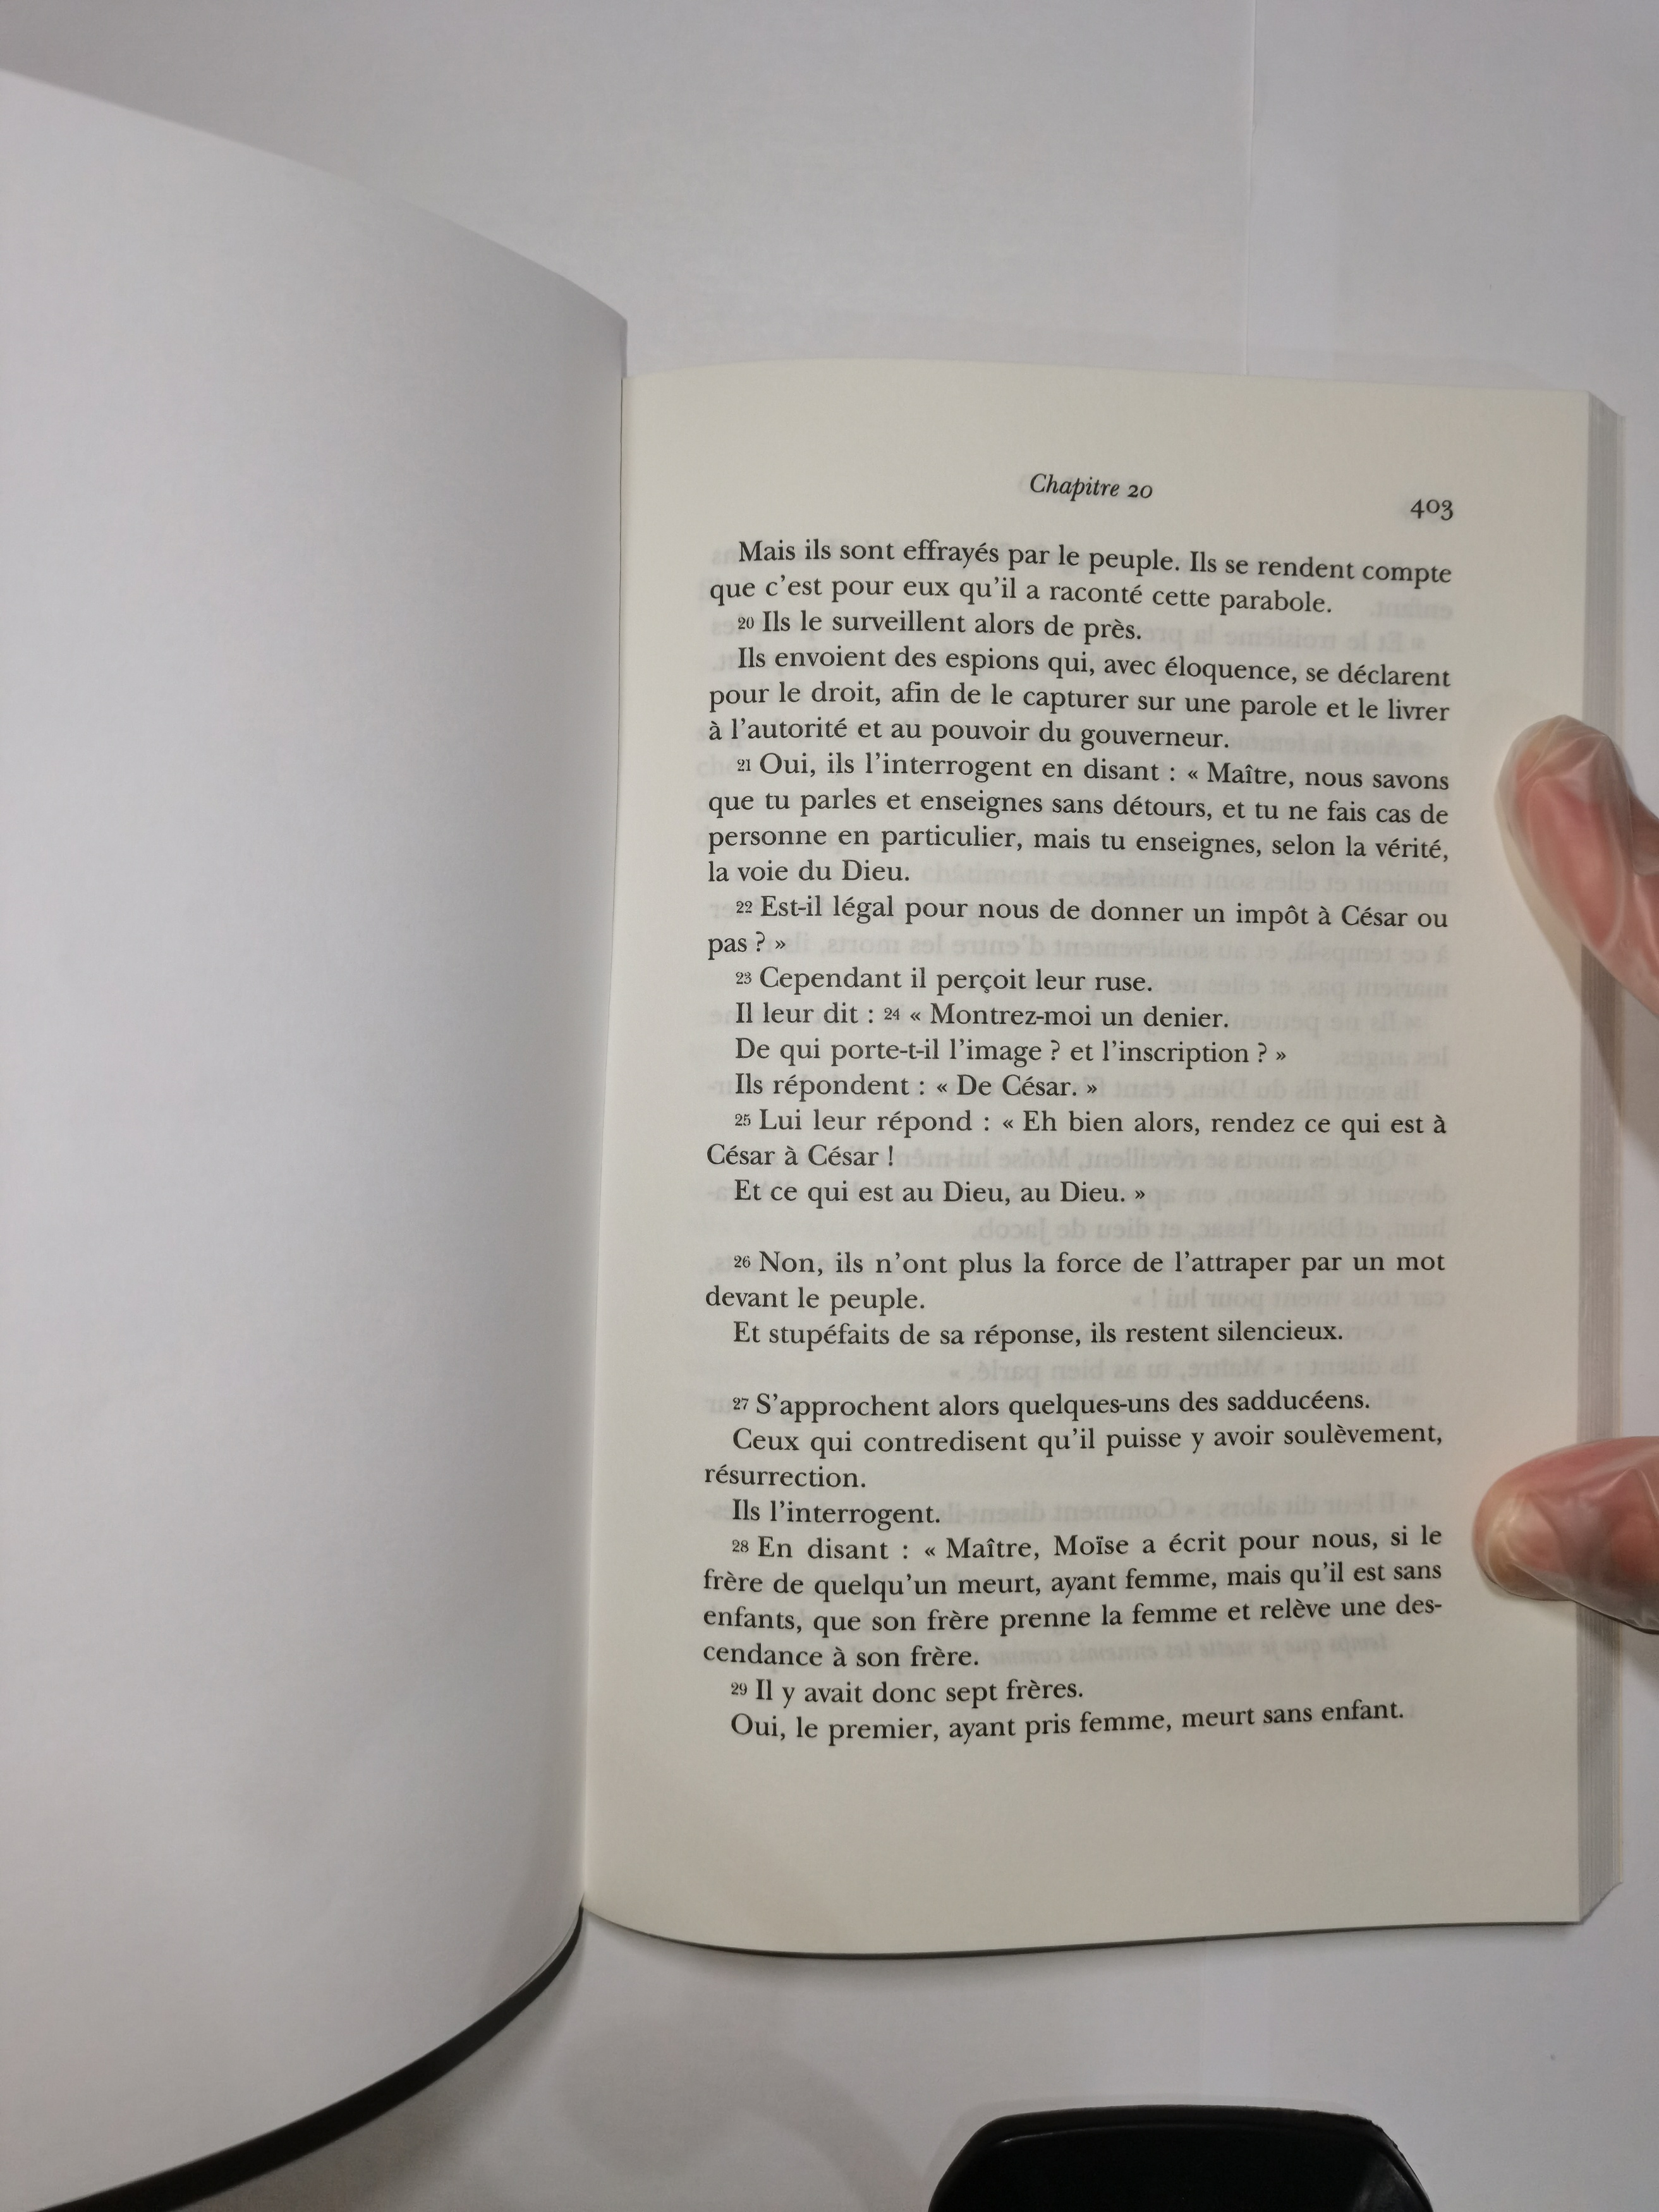 Chapitre 20
403
Mais ils sont effrayés par le peuple. Ils se rendent compte
que c'est pour eux qu'il a raconté cette parabole.
20 Ils le surveillent alors de près.
Ils envoient des espions qui, avec éloquence, se déclarent
pour le droit, afin de le capturer sur une parole et le livrer
à l'autorité et au pouvoir du gouverneur.
21 Oui, ils l'interrogent en disant : « Maître, nous savons
que tu parles et enseignes sans détours, et tu ne fais cas de
personne en particulier, mais tu enseignes, selon la vérité,
la voie du Dieu.
22 Est-il légal pour nous de donner un impôt à César ou
pas ? »
23 Cependant il perçoit leur ruse.
Il leur dit : 24 « Montrez-moi un denier.
De qui porte-t-il l'image ? et l'inscription ? »
Ils répondent : « De César. »
25 Lui leur répond : « Eh bien alors, rendez ce qui est à
César à César !
Et ce qui est au Dieu, au Dieu. »
26 Non, ils n'ont plus la force de l'attraper par un mot
devant le peuple.
Et stupéfaits de sa réponse, ils restent silencieux.
27 S'approchent alors quelques-uns des sadducéens.
Ceux qui contredisent qu'il puisse y avoir soulèvement,
résurrection.
Ils l'interrogent.
28 En disant : « Maître, Moïse a écrit pour nous, si le
frère de quelqu'un meurt, ayant femme, mais qu'il est sans
enfants, que son frère prenne la femme et relève une des-
cendance à son frère.
29 Il y avait donc sept frères.
Oui, le premier, ayant pris femme, meurt sans enfant.